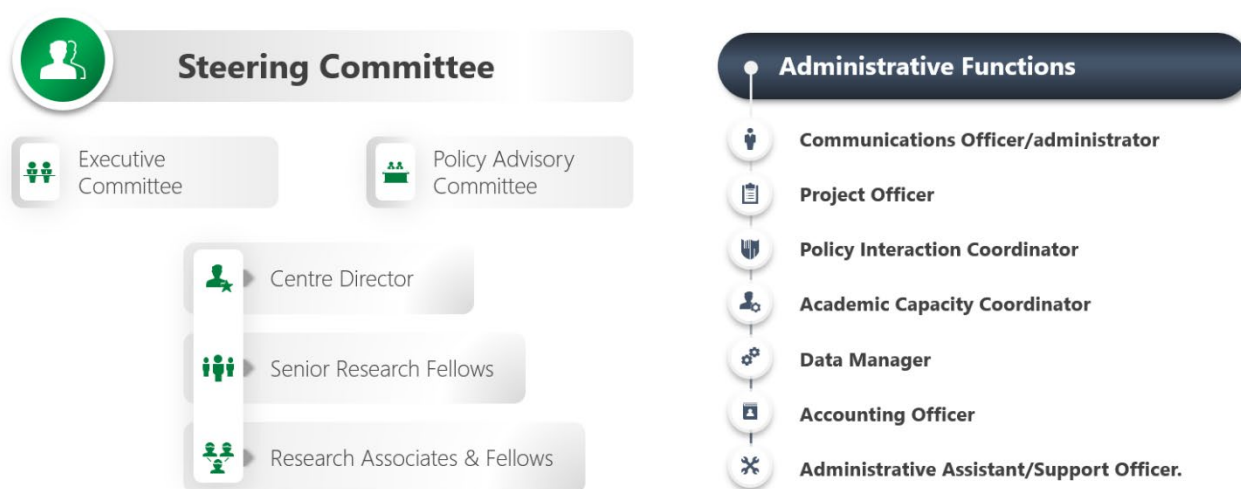 Steering Committee
Executive
Committee
Policy Advisory
Committee
Centre Director
Senior Research Fellows
Research Associates & Fellows
Administrative Functions
Communications Officer/administrator
Project Officer
Policy Interaction Coordinator
Academic Capacity Coordinator
Data Manager
Accounting Officer
Administrative Assistant/Support Officer.